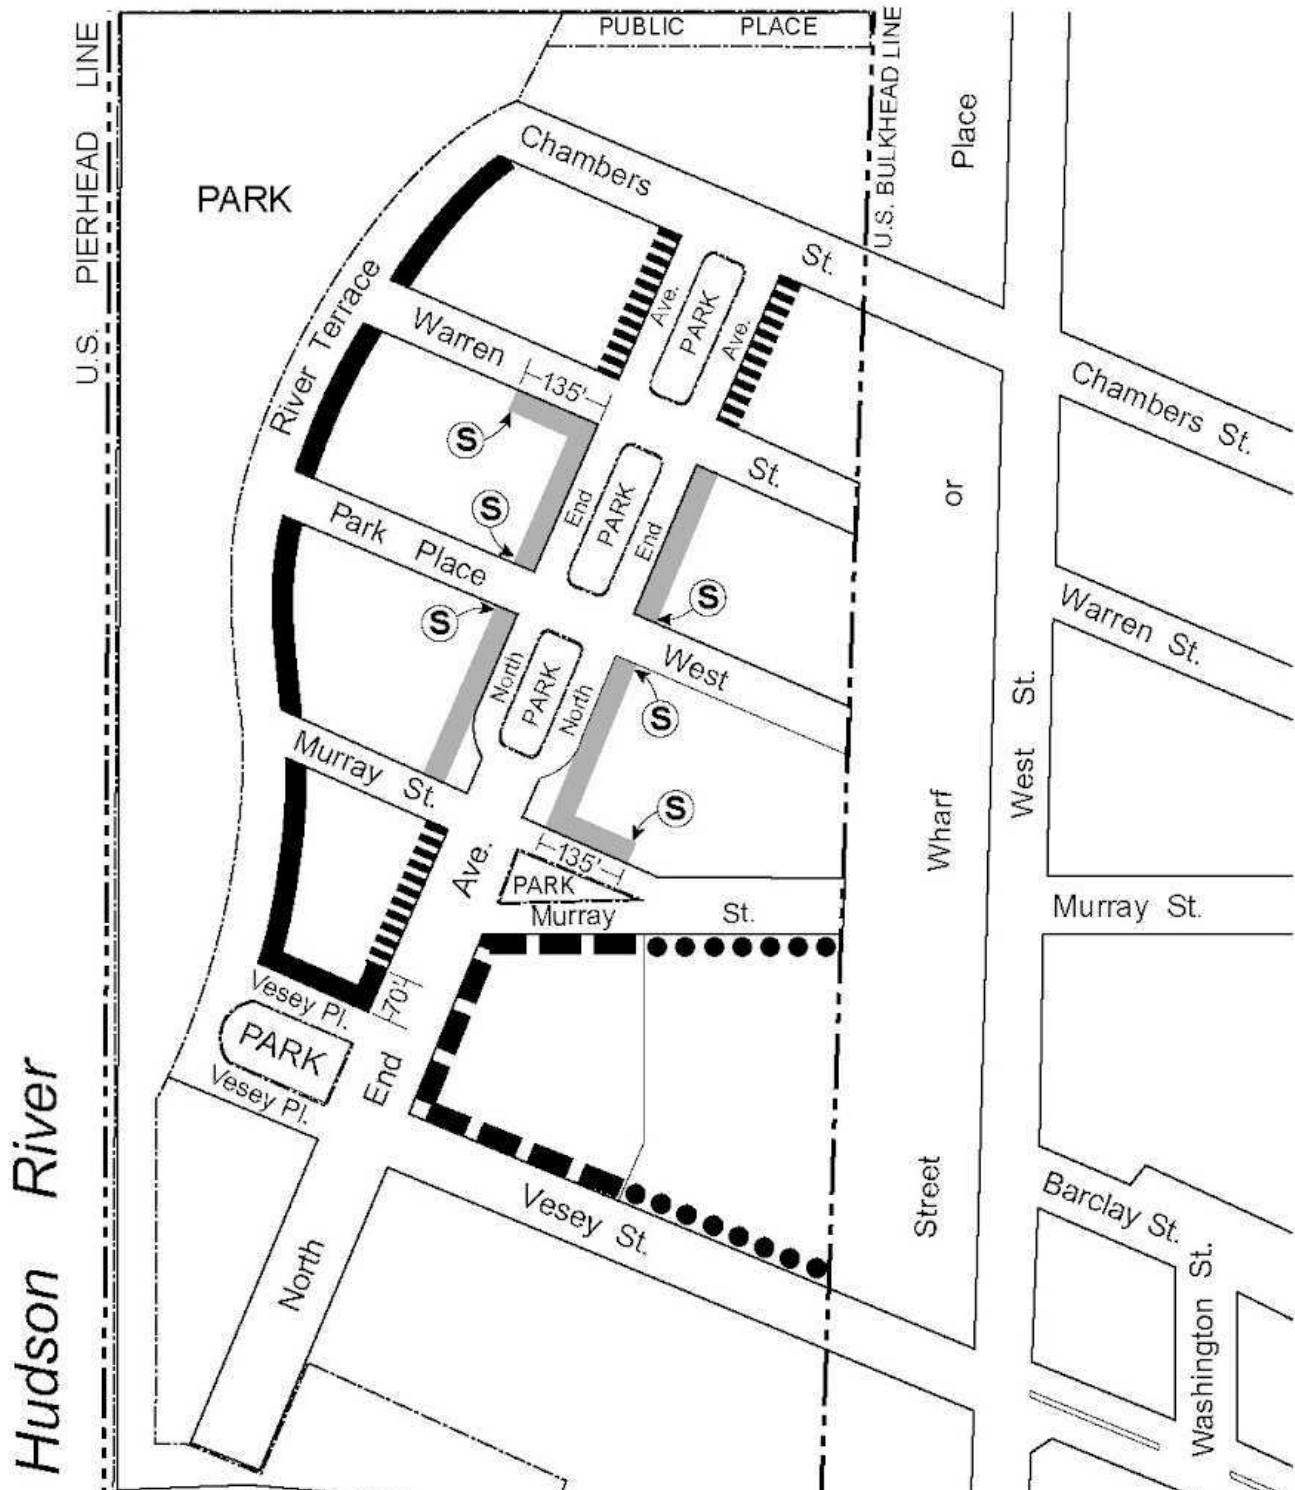 PUBLIC PLACE
U.S. PIERHEAD LINE
U.S. BULKHEAD LINE
Place
Chambers
PARK
St.
River Terrace
Ave.
PARK
Ave.
Warren
135'
Chambers St.
S
St.
or
S
End
PARK
End
Park Place
S
S
Warren St.
West
North
PARK
North
S
West St.
Murray St.
S
Wharf
135'
Ave.
PARK
Murray St.
Murray St.
Vesey Pl.
70'
PARK
End
Vesey Pl.
Vesey St.
Street
Barclay St.
Washington St.
North
Hudson River